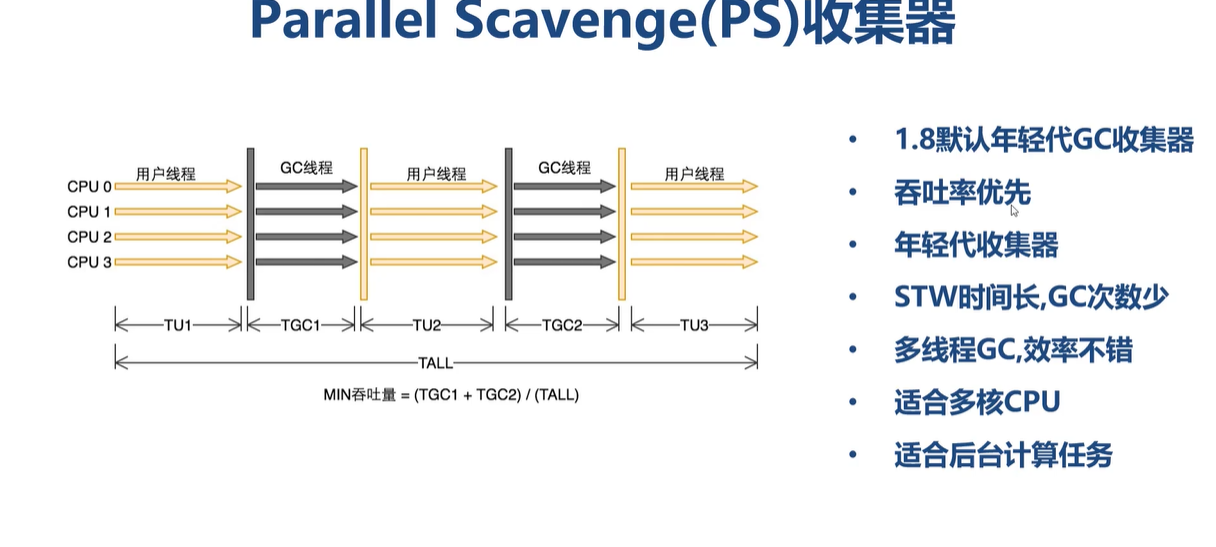 Parallel Scavenge(PS)收集器
用户线程
GC线程
用户线程
GC线程
用户线程
CPU 0
CPU 1
CPU 2
CPU 3
TU1
TGC1
TU2
TGC2
TU3
TALL
MIN吞吐量 = (TGC1 + TGC2) / (TALL)
• 1.8默认年轻代GC收集器
• 吞吐率优先
• 年轻代收集器
• STW时间长,GC次数少
• 多线程GC,效率不错
• 适合多核CPU
• 适合后台计算任务